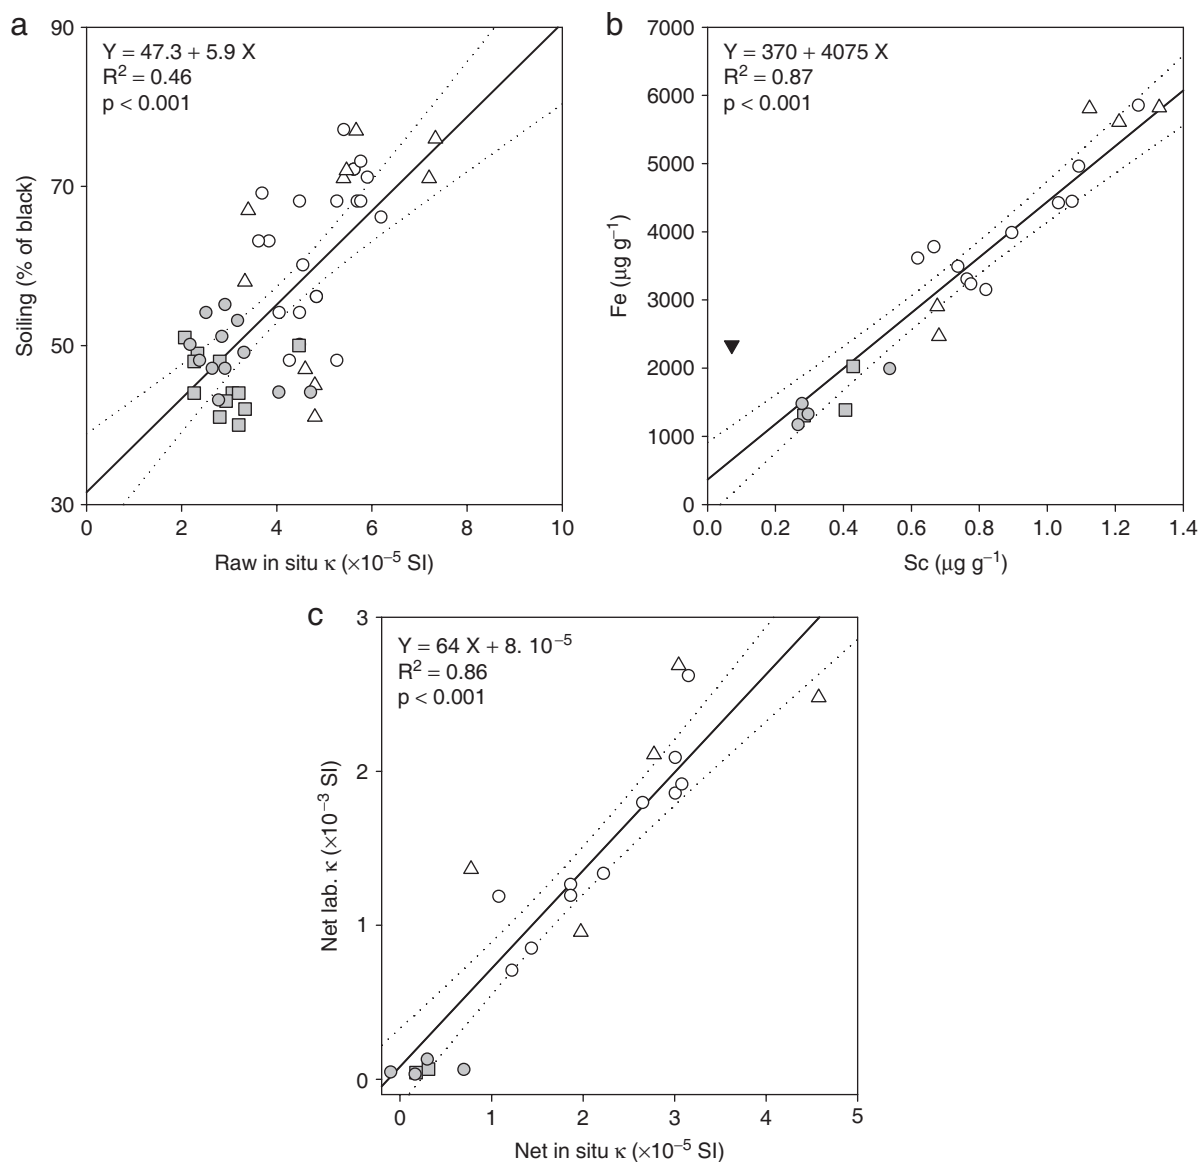 a
90
70
50
30
Soiling (% of black)
Y = 47.3 + 5.9 X
R² = 0.46
p < 0.001
0 2 4 6 8 10
Raw in situ κ (×10⁻⁵ SI)
b
7000
6000
5000
4000
3000
2000
1000
0
Fe (μg g⁻¹)
Y = 370 + 4075 X
R² = 0.87
p < 0.001
0.0 0.2 0.4 0.6 0.8 1.0 1.2 1.4
Sc (μg g⁻¹)
c
3
2
1
0
Net lab. κ (×10⁻³ SI)
Y = 64 X + 8. 10⁻⁵
R² = 0.86
p < 0.001
0 1 2 3 4 5
Net in situ κ (×10⁻⁵ SI)